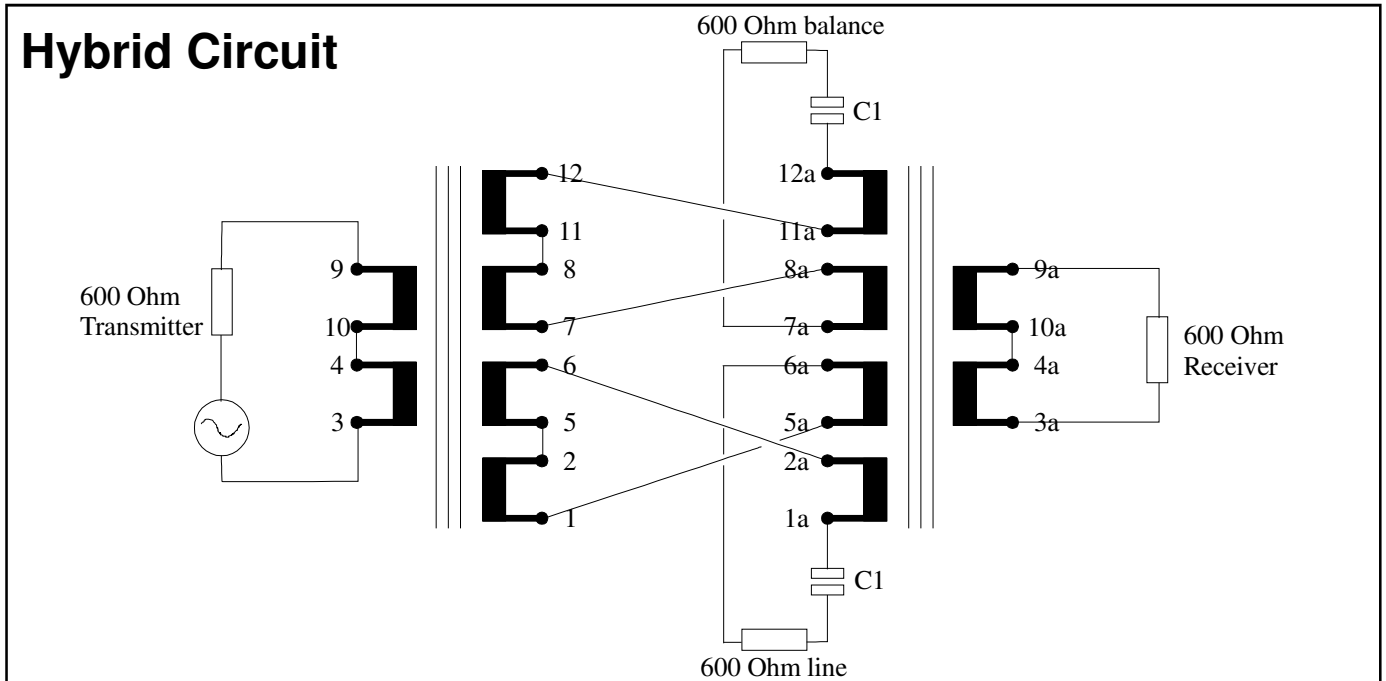 Hybrid Circuit
600 Ohm balance
C1
12
12a
11
11a
9
8
8a
9a
600 Ohm
Transmitter
10
7
7a
10a
600 Ohm
Receiver
4
6
6a
4a
3
5
5a
3a
2
2a
1
1a
C1
600 Ohm line